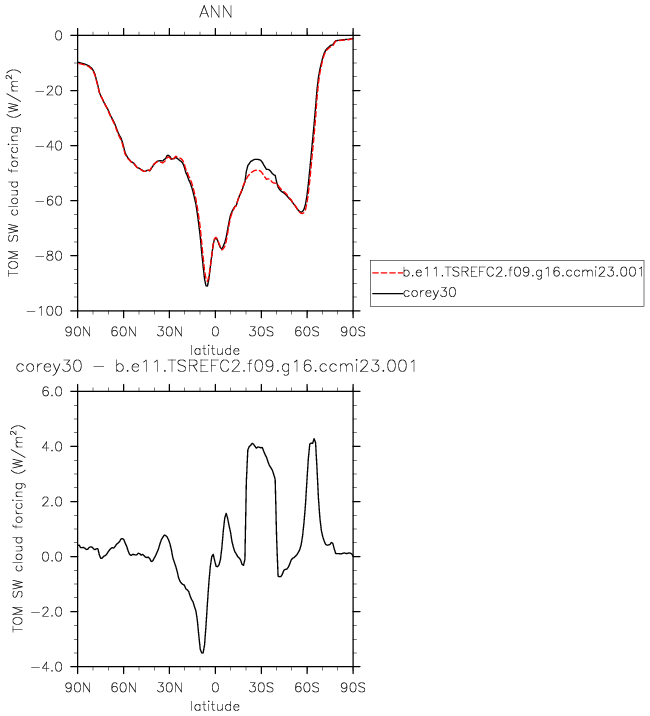 ANN
TOM SW cloud forcing (W/m²)
0
−20
−40
−60
−80
−100
90N 60N 30N 0 30S 60S 90S
latitude
b.e11.TSREFC2.f09.g16.ccmi23.001
corey30
corey30 − b.e11.TSREFC2.f09.g16.ccmi23.001
TOM SW cloud forcing (W/m²)
6.0
4.0
2.0
0.0
−2.0
−4.0
90N 60N 30N 0 30S 60S 90S
latitude